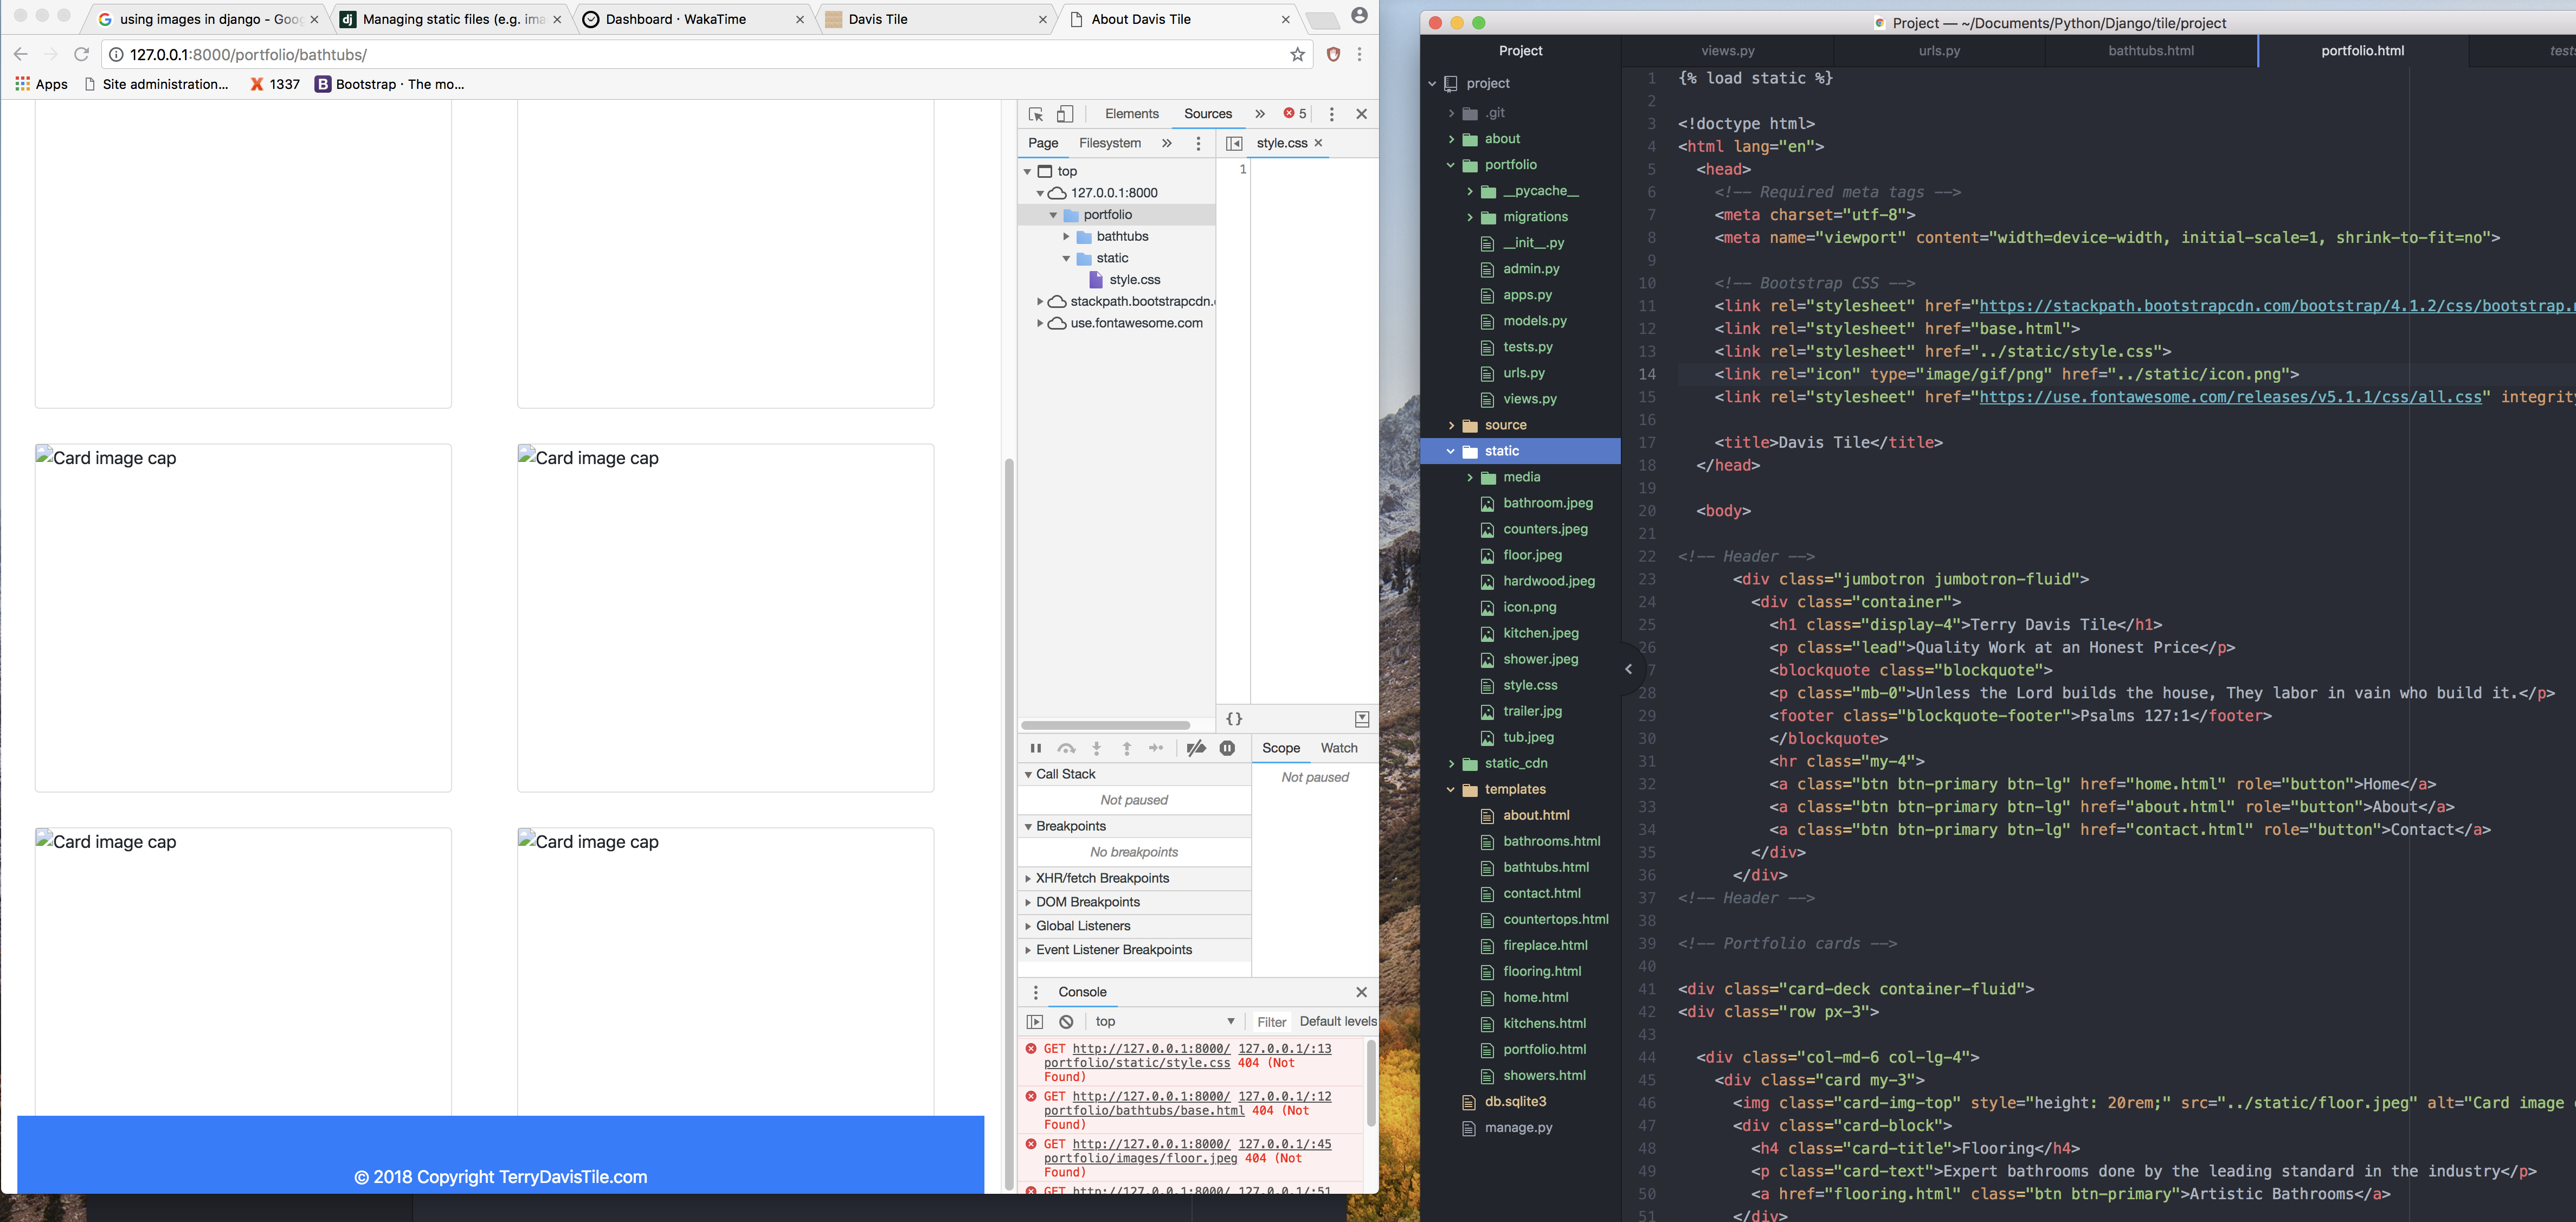 using images in django - Goog
Managing static files (e.g. ima
Dashboard · WakaTime
Davis Tile
About Davis Tile
127.0.0.1:8000/portfolio/bathtubs/
Apps
Site administration...
1337
Bootstrap · The mo...
Card image cap
Card image cap
Card image cap
Card image cap
© 2018 Copyright TerryDavisTile.com
Elements
Sources
5
Page
Filesystem
style.css
top
127.0.0.1:8000
portfolio
bathtubs
static
style.css
stackpath.bootstrapcdn.
use.fontawesome.com
1
{}
Scope
Watch
Call Stack
Not paused
Not paused
Breakpoints
No breakpoints
XHR/fetch Breakpoints
DOM Breakpoints
Global Listeners
Event Listener Breakpoints
Console
top
Filter
Default levels
GET http://127.0.0.1:8000/ 127.0.0.1/:13
portfolio/static/style.css 404 (Not
Found)
GET http://127.0.0.1:8000/ 127.0.0.1/:12
portfolio/bathtubs/base.html 404 (Not
Found)
GET http://127.0.0.1:8000/ 127.0.0.1/:45
portfolio/images/floor.jpeg 404 (Not
Found)
GET http://127.0.0.1:8000/ 127.0.0.1/:51
Project — ~/Documents/Python/Django/tile/project
Project
views.py
urls.py
bathtubs.html
portfolio.html
tests
project
.git
about
portfolio
__pycache__
migrations
__init__.py
admin.py
apps.py
models.py
tests.py
urls.py
views.py
source
static
media
bathroom.jpeg
counters.jpeg
floor.jpeg
hardwood.jpeg
icon.png
kitchen.jpeg
shower.jpeg
style.css
trailer.jpg
tub.jpeg
static_cdn
templates
about.html
bathrooms.html
bathtubs.html
contact.html
countertops.html
fireplace.html
flooring.html
home.html
kitchens.html
portfolio.html
showers.html
db.sqlite3
manage.py
1 {% load static %}
2
3 <!doctype html>
4 <html lang="en">
5 <head>
6 <!-- Required meta tags -->
7 <meta charset="utf-8">
8 <meta name="viewport" content="width=device-width, initial-scale=1, shrink-to-fit=no">
9
10 <!-- Bootstrap CSS -->
11 <link rel="stylesheet" href="https://stackpath.bootstrapcdn.com/bootstrap/4.1.2/css/bootstrap.
12 <link rel="stylesheet" href="base.html">
13 <link rel="stylesheet" href="../static/style.css">
14 <link rel="icon" type="image/gif/png" href="../static/icon.png">
15 <link rel="stylesheet" href="https://use.fontawesome.com/releases/v5.1.1/css/all.css" integrity
16
17 <title>Davis Tile</title>
18 </head>
19
20 <body>
21
22 <!-- Header -->
23 <div class="jumbotron jumbotron-fluid">
24 <div class="container">
25 <h1 class="display-4">Terry Davis Tile</h1>
26 <p class="lead">Quality Work at an Honest Price</p>
7 <blockquote class="blockquote">
28 <p class="mb-0">Unless the Lord builds the house, They labor in vain who build it.</p>
29 <footer class="blockquote-footer">Psalms 127:1</footer>
30 </blockquote>
31 <hr class="my-4">
32 <a class="btn btn-primary btn-lg" href="home.html" role="button">Home</a>
33 <a class="btn btn-primary btn-lg" href="about.html" role="button">About</a>
34 <a class="btn btn-primary btn-lg" href="contact.html" role="button">Contact</a>
35 </div>
36 </div>
37 <!-- Header -->
38
39 <!-- Portfolio cards -->
40
41 <div class="card-deck container-fluid">
42 <div class="row px-3">
43
44 <div class="col-md-6 col-lg-4">
45 <div class="card my-3">
46 <img class="card-img-top" style="height: 20rem;" src="../static/floor.jpeg" alt="Card image
47 <div class="card-block">
48 <h4 class="card-title">Flooring</h4>
49 <p class="card-text">Expert bathrooms done by the leading standard in the industry</p>
50 <a href="flooring.html" class="btn btn-primary">Artistic Bathrooms</a>
51 </div>